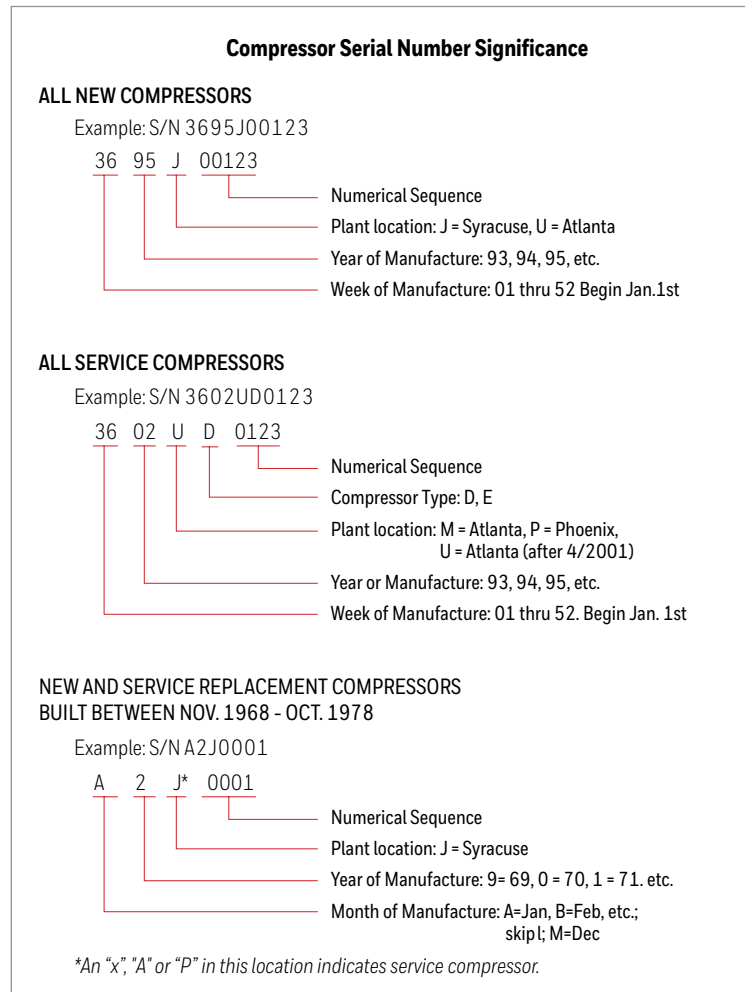 Compressor Serial Number Significance
ALL NEW COMPRESSORS
Example: S/N 3695J00123
36 95 J 00123
Numerical Sequence
Plant location: J = Syracuse, U = Atlanta
Year of Manufacture: 93, 94, 95, etc.
Week of Manufacture: 01 thru 52 Begin Jan.1st
ALL SERVICE COMPRESSORS
Example: S/N 3602UD0123
36 02 U D 0123
Numerical Sequence
Compressor Type: D, E
Plant location: M = Atlanta, P = Phoenix,
U = Atlanta (after 4/2001)
Year or Manufacture: 93, 94, 95, etc.
Week of Manufacture: 01 thru 52. Begin Jan. 1st
NEW AND SERVICE REPLACEMENT COMPRESSORS
BUILT BETWEEN NOV. 1968 - OCT. 1978
Example: S/N A2J0001
A 2 J* 0001
Numerical Sequence
Plant location: J = Syracuse
Year of Manufacture: 9= 69, 0 = 70, 1 = 71. etc.
Month of Manufacture: A=Jan, B=Feb, etc.;
skip l; M=Dec
*An “x”, "A" or “P” in this location indicates service compressor.